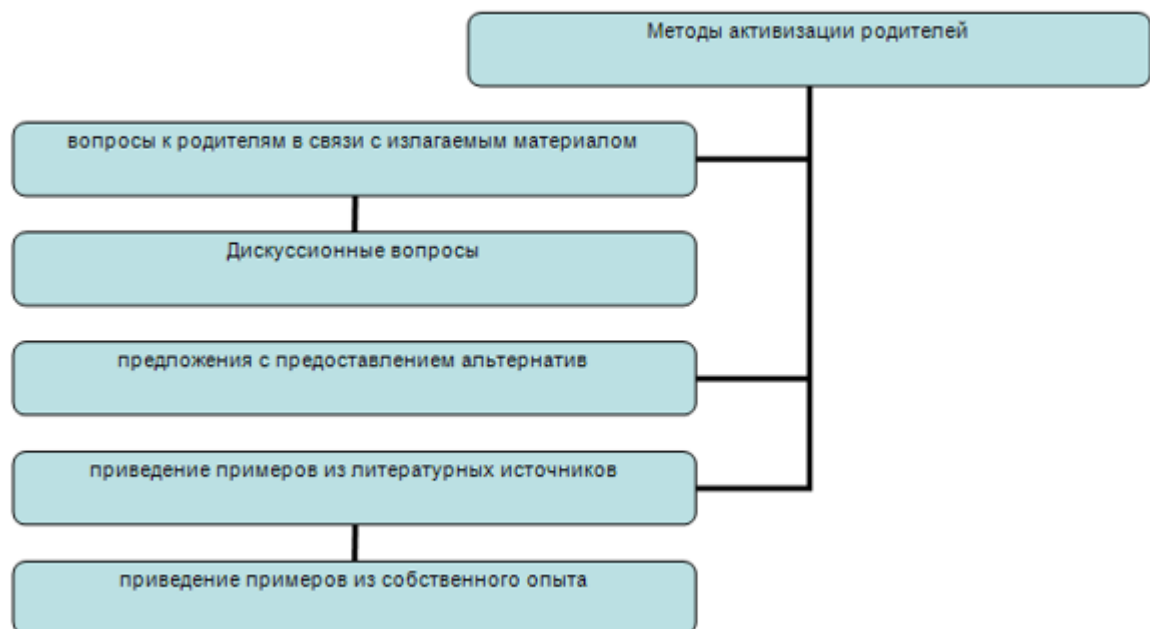 Методы активизации родителей
вопросы к родителям в связи с излагаемым материалом
Дискуссионные вопросы
предложения с предоставлением альтернатив
приведение примеров из литературных источников
приведение примеров из собственного опыта